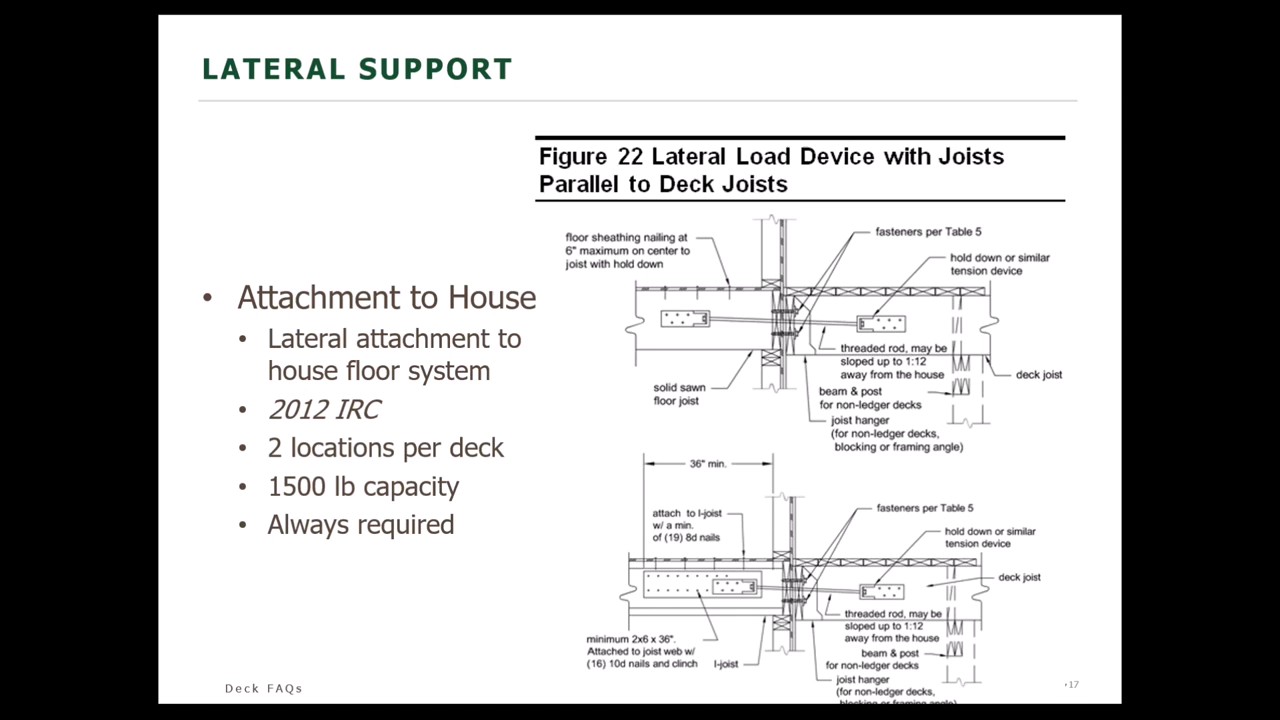 LATERAL SUPPORT
Figure 22 Lateral Load Device with Joists
Parallel to Deck Joists
• Attachment to House
• Lateral attachment to
house floor system
• 2012 IRC
• 2 locations per deck
• 1500 lb capacity
• Always required
floor sheathing nailing at
6" maximum on center to
joist with hold down
fasteners per Table 5
hold down or similar
tension device
threaded rod, may be
sloped up to 1:12
away from the house
deck joist
solid sawn
floor joist
beam & post
for non-ledger decks
joist hanger
(for non-ledger decks,
blocking or framing angle)
36" min.
attach to I-joist
w/ a min.
of (19) 8d nails
fasteners per Table 5
hold down or similar
tension device
deck joist
threaded rod, may be
sloped up to 1:12
away from the house
minimum 2x6 x 36".
Attached to joist web w/
(16) 10d nails and clinch
I-joist
beam & post
for non-ledger decks
joist hanger
(for non-ledger decks,
blocking or framing angle)
Deck FAQs
•17